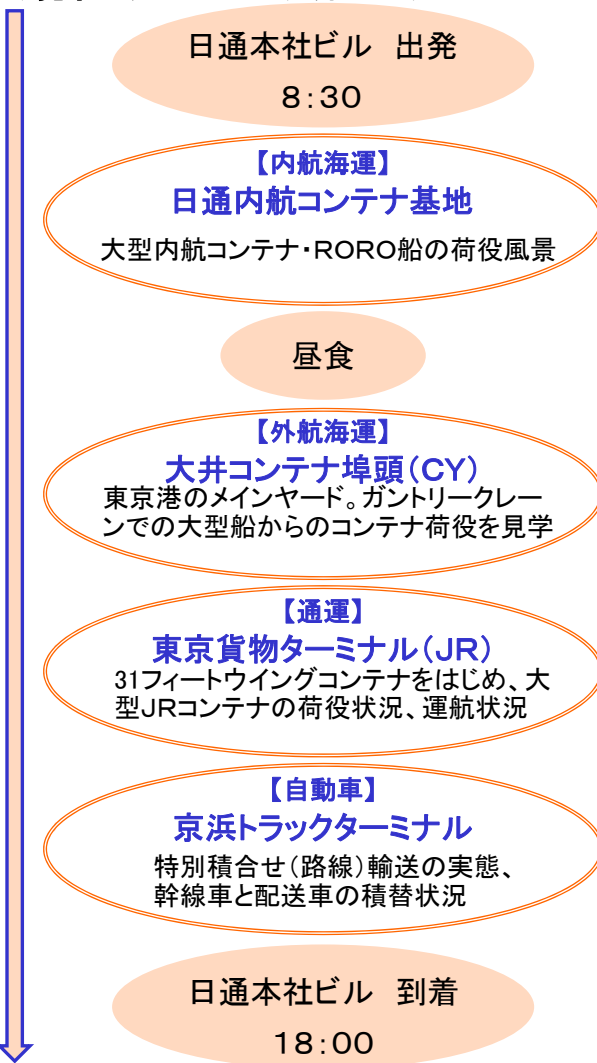 日通本社ビル　出発
8：30
【内航海運】
日通内航コンテナ基地
大型内航コンテナ・RORO船の荷役風景
昼食
【外航海運】
大井コンテナ埠頭（CY）
東京港のメインヤード。ガントリークレー
ンでの大型船からのコンテナ荷役を見学
【通運】
東京貨物ターミナル（JR）
31フィートウイングコンテナをはじめ、大
型JRコンテナの荷役状況、運航状況
【自動車】
京浜トラックターミナル
特別積合せ（路線）輸送の実態、
幹線車と配送車の積替状況
日通本社ビル　到着
18：00